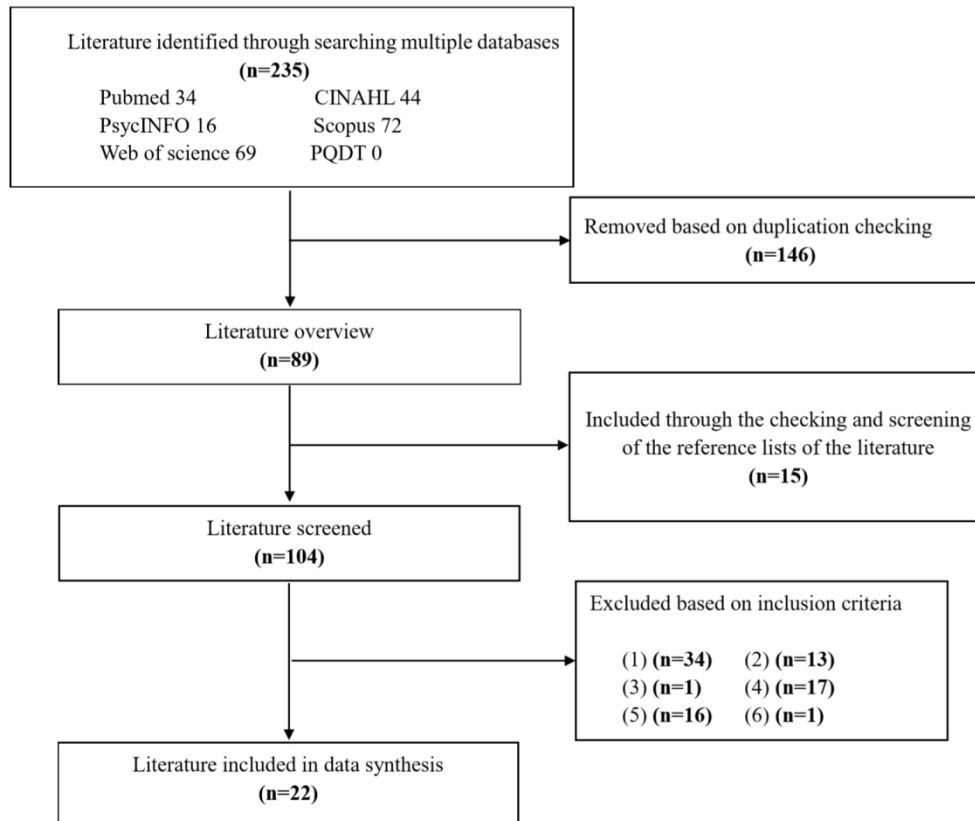 Literature identified through searching multiple databases
(n=235)
Pubmed 34 CINAHL 44
PsycINFO 16 Scopus 72
Web of science 69 PQDT 0
Removed based on duplication checking
(n=146)
Literature overview
(n=89)
Included through the checking and screening
of the reference lists of the literature
(n=15)
Literature screened
(n=104)
Excluded based on inclusion criteria
(1) (n=34) (2) (n=13)
(3) (n=1) (4) (n=17)
(5) (n=16) (6) (n=1)
Literature included in data synthesis
(n=22)